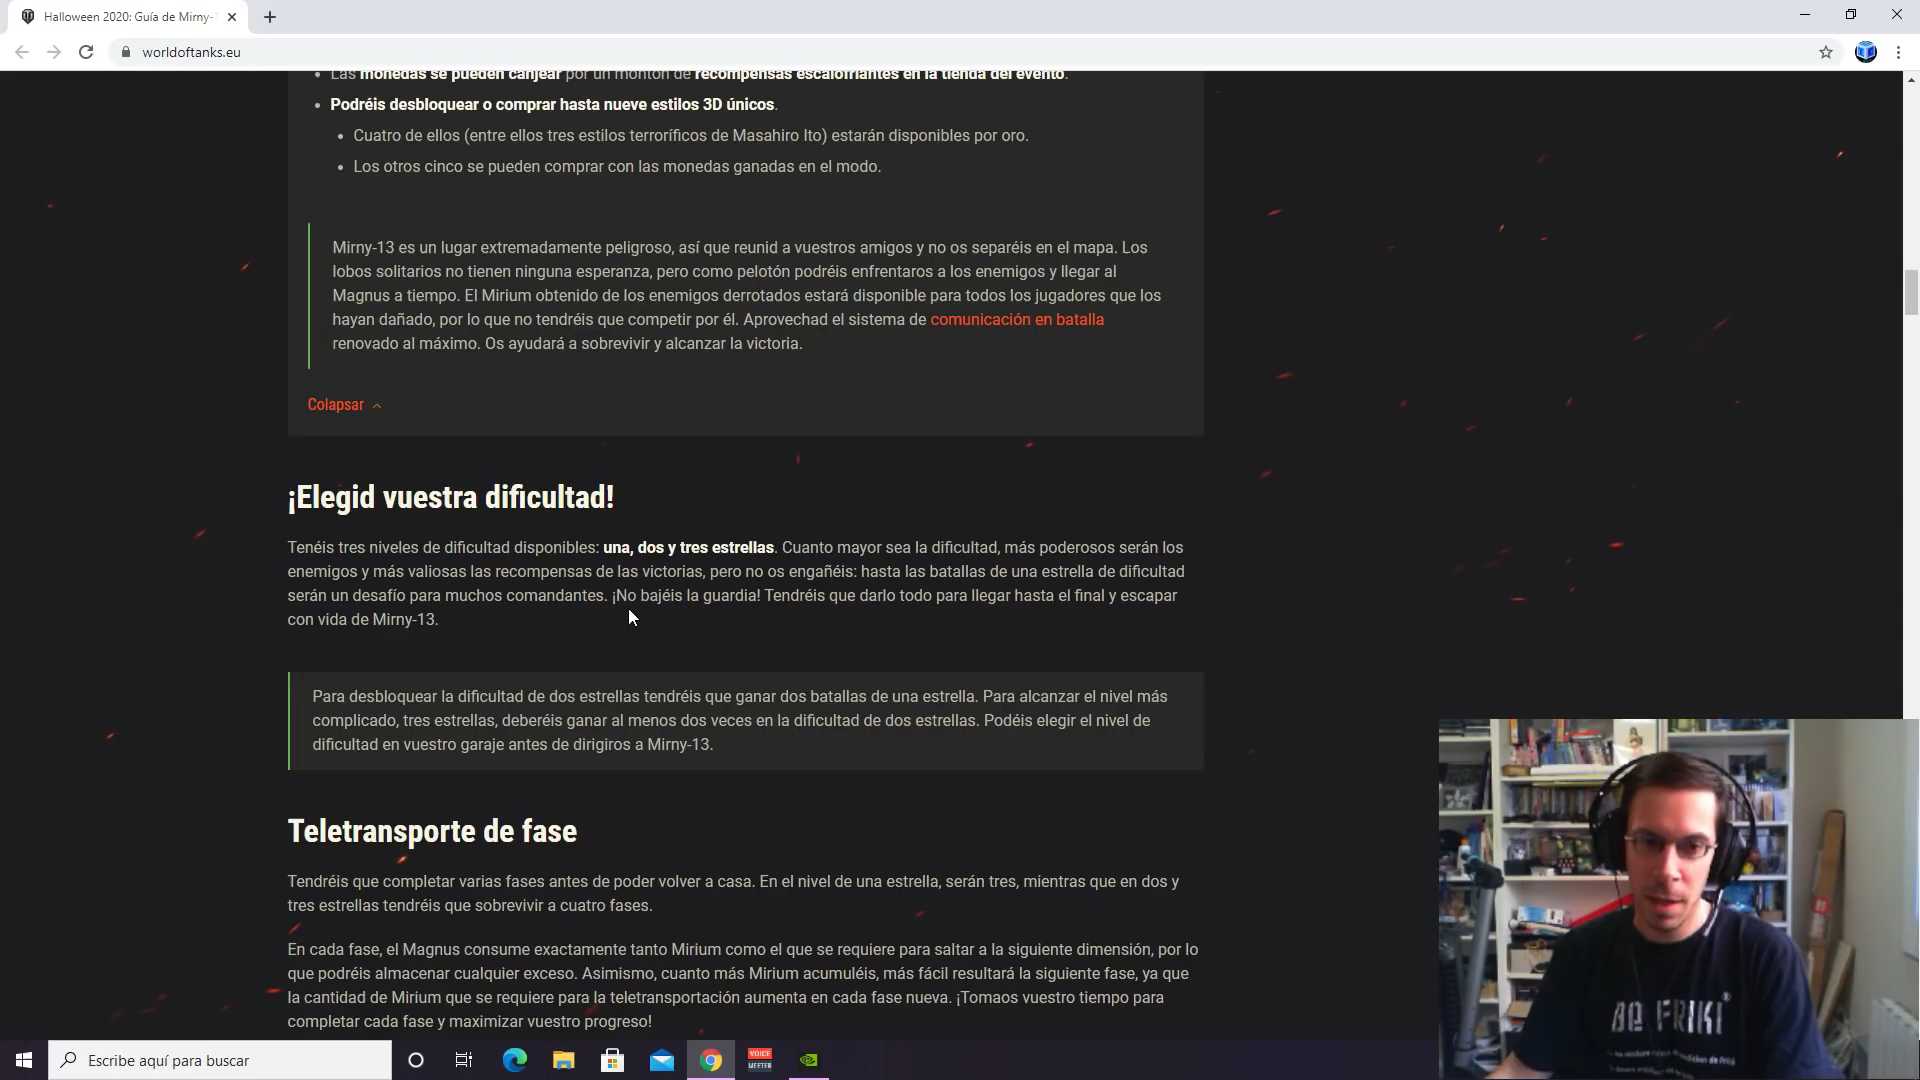 Halloween 2020: Guía de Mirny-
worldoftanks.eu
Las monedas se pueden canjear por un montón de recompensas escalofriantes en la tienda del evento.
Podréis desbloquear o comprar hasta nueve estilos 3D únicos.
Cuatro de ellos (entre ellos tres estilos terroríficos de Masahiro Ito) estarán disponibles por oro.
Los otros cinco se pueden comprar con las monedas ganadas en el modo.
Mirny-13 es un lugar extremadamente peligroso, así que reunid a vuestros amigos y no os separéis en el mapa. Los
lobos solitarios no tienen ninguna esperanza, pero como pelotón podréis enfrentaros a los enemigos y llegar al
Magnus a tiempo. El Mirium obtenido de los enemigos derrotados estará disponible para todos los jugadores que los
hayan dañado, por lo que no tendréis que competir por él. Aprovechad el sistema de comunicación en batalla
renovado al máximo. Os ayudará a sobrevivir y alcanzar la victoria.
Colapsar
¡Elegid vuestra dificultad!
Tenéis tres niveles de dificultad disponibles: una, dos y tres estrellas. Cuanto mayor sea la dificultad, más poderosos serán los
enemigos y más valiosas las recompensas de las victorias, pero no os engañéis: hasta las batallas de una estrella de dificultad
serán un desafío para muchos comandantes. ¡No bajéis la guardia! Tendréis que darlo todo para llegar hasta el final y escapar
con vida de Mirny-13.
Para desbloquear la dificultad de dos estrellas tendréis que ganar dos batallas de una estrella. Para alcanzar el nivel más
complicado, tres estrellas, deberéis ganar al menos dos veces en la dificultad de dos estrellas. Podéis elegir el nivel de
dificultad en vuestro garaje antes de dirigiros a Mirny-13.
Teletransporte de fase
Tendréis que completar varias fases antes de poder volver a casa. En el nivel de una estrella, serán tres, mientras que en dos y
tres estrellas tendréis que sobrevivir a cuatro fases.
En cada fase, el Magnus consume exactamente tanto Mirium como el que se requiere para saltar a la siguiente dimensión, por lo
que podréis almacenar cualquier exceso. Asimismo, cuanto más Mirium acumuléis, más fácil resultará la siguiente fase, ya que
la cantidad de Mirium que se requiere para la teletransportación aumenta en cada fase nueva. ¡Tomaos vuestro tiempo para
completar cada fase y maximizar vuestro progreso!
BE FRIKI
Escribe aquí para buscar
VOICE
MEETER